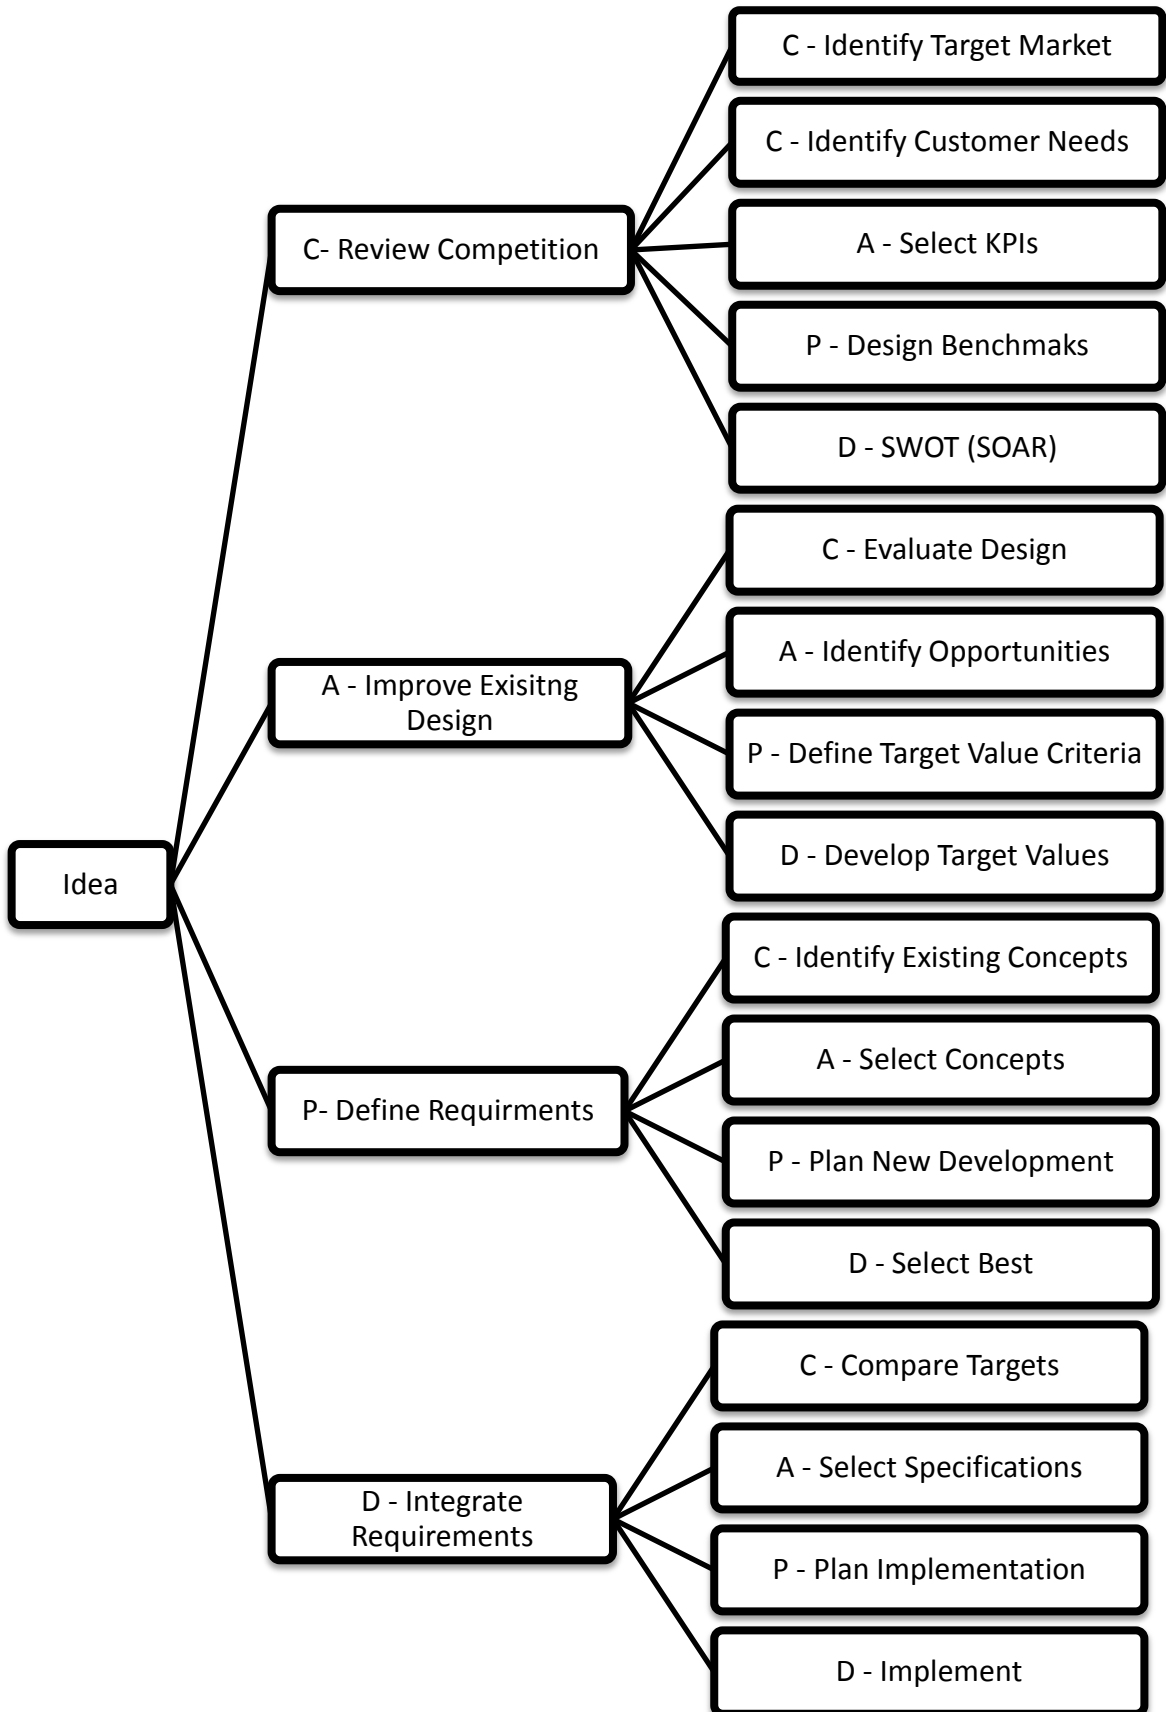 C - Identify Target Market
C - Identify Customer Needs
C- Review Competition
A - Select KPIs
P - Design Benchmaks
D - SWOT (SOAR)
C - Evaluate Design
A - Identify Opportunities
A - Improve Exisitng
Design
P - Define Target Value Criteria
D - Develop Target Values
Idea
C - Identify Existing Concepts
A - Select Concepts
P- Define Requirments
P - Plan New Development
D - Select Best
C - Compare Targets
A - Select Specifications
D - Integrate
Requirements
P - Plan Implementation
D - Implement